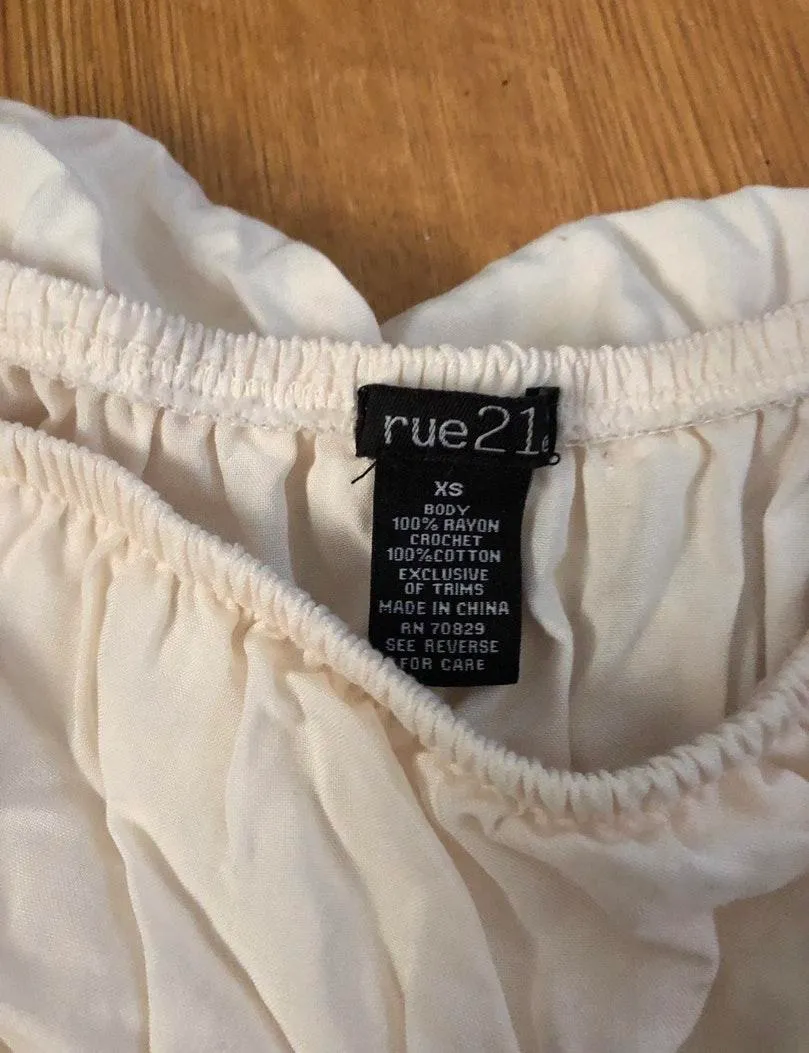 rue21
XS
BODY
100% RAYON
CROCHET
100%COTTON
EXCLUSIVE
OF TRIMS
MADE IN CHINA
RN 70829
SEE REVERSE
FOR CARE